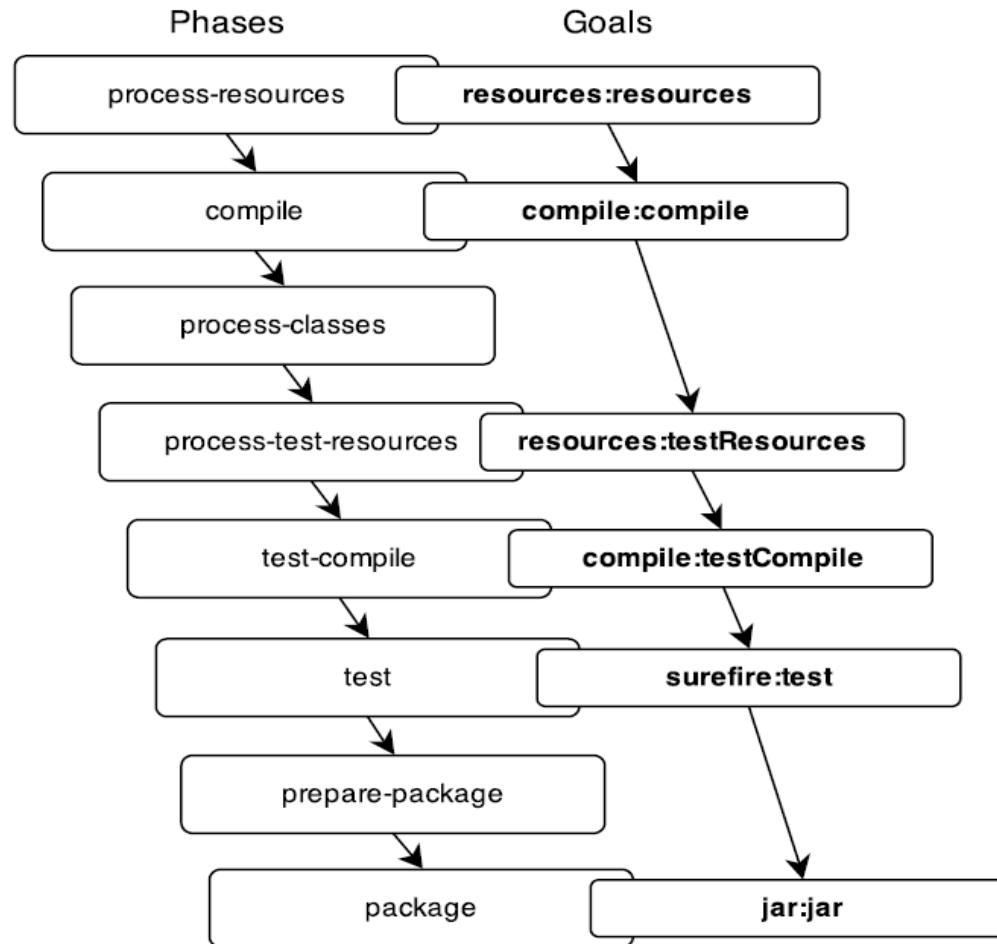 Phases Goals
process-resources resources:resources
compile compile:compile
process-classes
process-test-resources resources:testResources
test-compile compile:testCompile
test surefire:test
prepare-package
package jar:jar